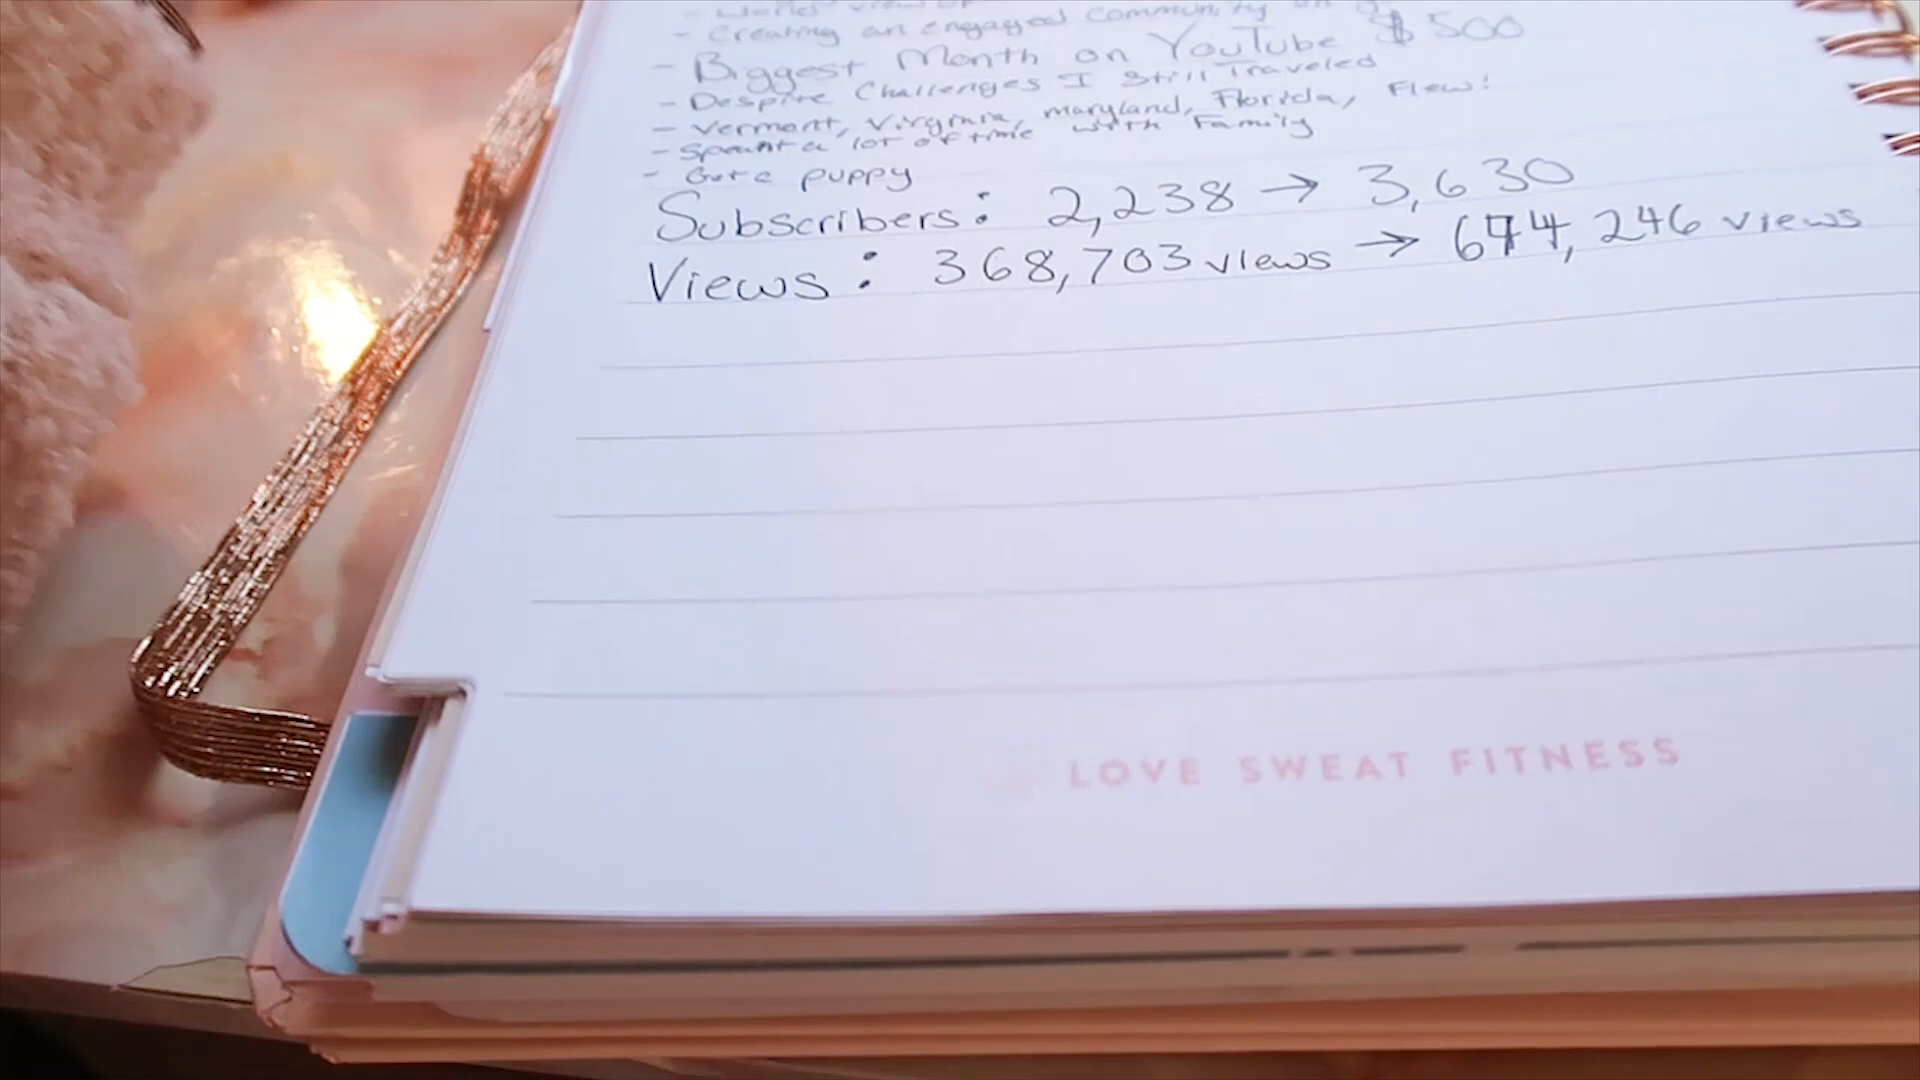 - Creating an engaged community on
- Biggest Month on YouTube $500
- Despite Challenges I Still Traveled
- Vermont, Virginia, Maryland, Florida, Flew!
- Spent a lot of time with Family
- Got a puppy
Subscribers: 2,238 → 3,630
Views: 368,703 views → 644,246 views
LOVE SWEAT FITNESS